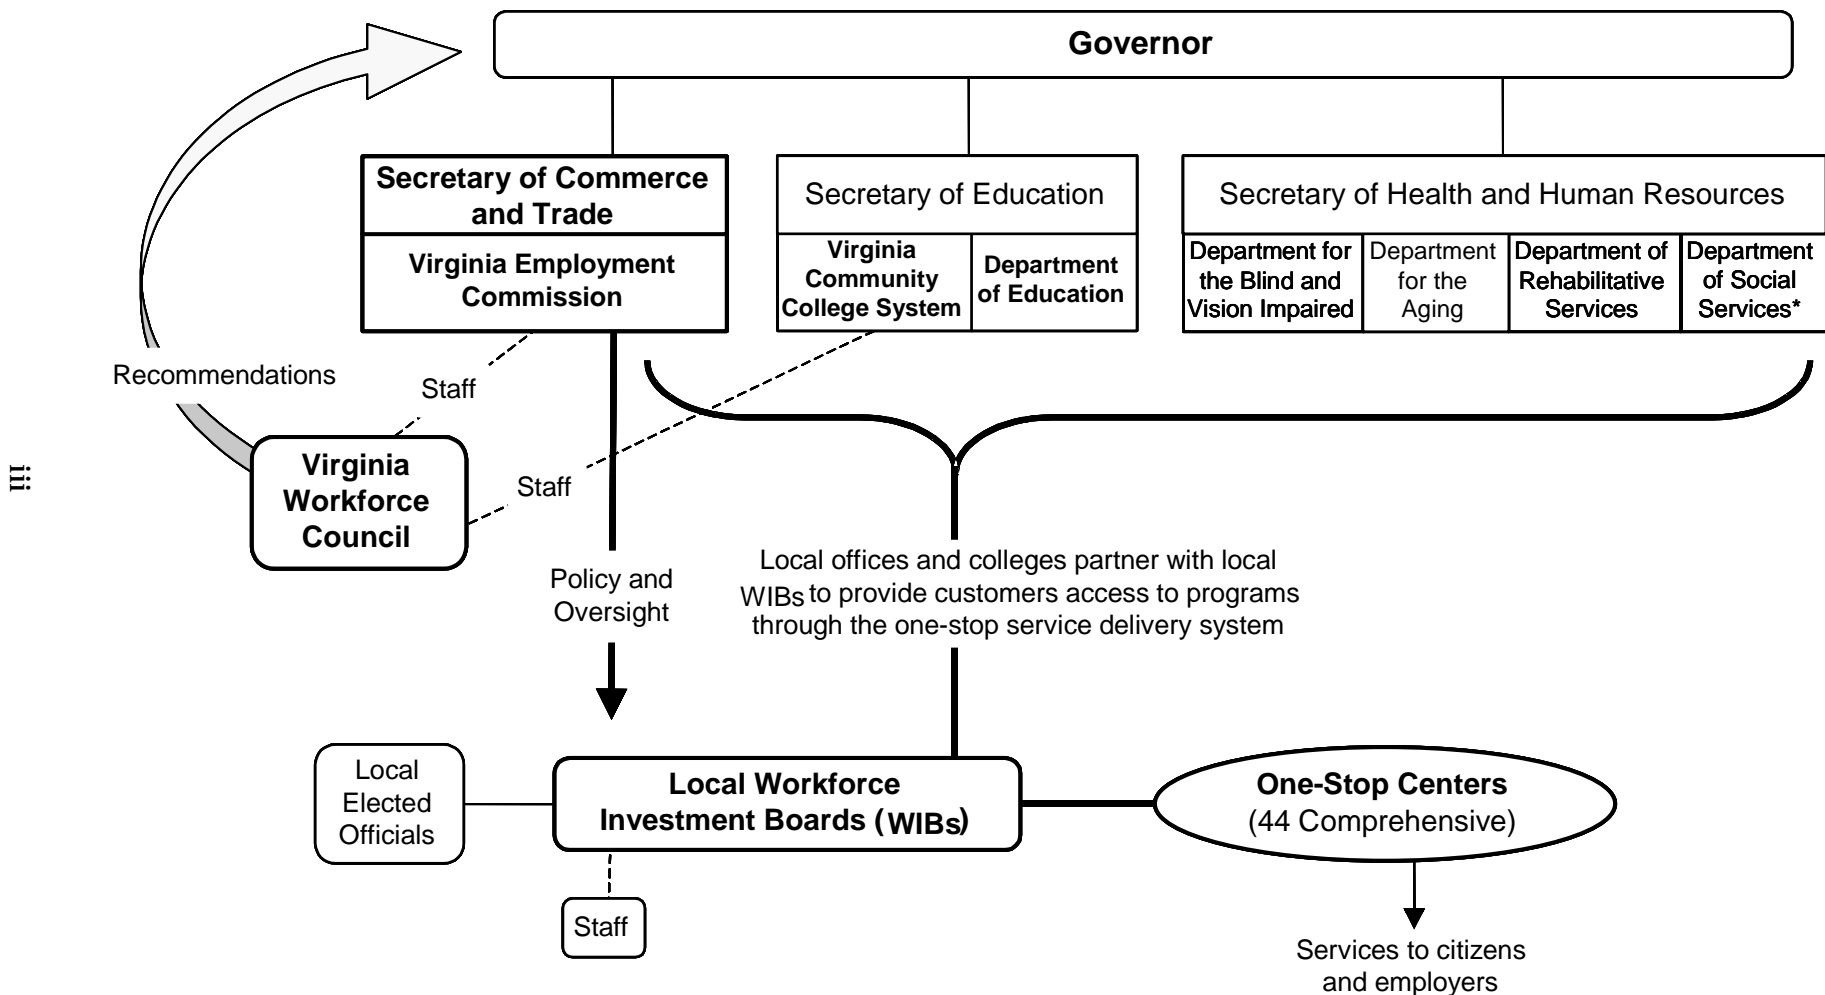 Governor
Secretary of Commerce
and Trade
Virginia Employment
Commission
Secretary of Education
Virginia
Community
College System
Department
of Education
Secretary of Health and Human Resources
Department for
the Blind and
Vision Impaired
Department
for the
Aging
Department of
Rehabilitative
Services
Department
of Social
Services*
Recommendations
Staff
Virginia
Workforce
Council
Staff
iii
Policy and
Oversight
Local offices and colleges partner with local
WIBs to provide customers access to programs
through the one-stop service delivery system
Local
Elected
Officials
Local Workforce
Investment Boards (WIBs)
One-Stop Centers
(44 Comprehensive)
Staff
Services to citizens
and employers